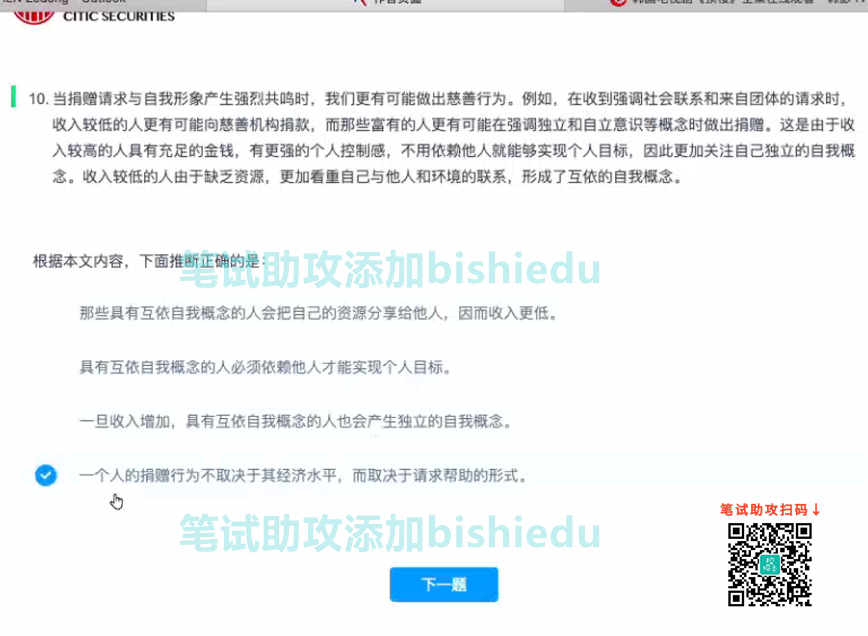 CITIC SECURITIES
10. 当捐赠请求与自我形象产生强烈共鸣时，我们更有可能做出慈善行为。例如，在收到强调社会联系和来自团体的请求时，
收入较低的人更有可能向慈善机构捐款，而那些富有的人更有可能在强调独立和自立意识等概念时做出捐赠。这是由于收
入较高的人具有充足的金钱，有更强的个人控制感，不用依赖他人就能够实现个人目标，因此更加关注自己独立的自我概
念。收入较低的人由于缺乏资源，更加看重自己与他人和环境的联系，形成了互依的自我概念。
根据本文内容，下面推断正确的是：
笔试助攻添加bishiedu
那些具有互依自我概念的人会把自己的资源分享给他人，因而收入更低。
具有互依自我概念的人必须依赖他人才能实现个人目标。
一旦收入增加，具有互依自我概念的人也会产生独立的自我概念。
一个人的捐赠行为不取决于其经济水平，而取决于请求帮助的形式。
笔试助攻扫码↓
笔试助攻添加bishiedu
下一题